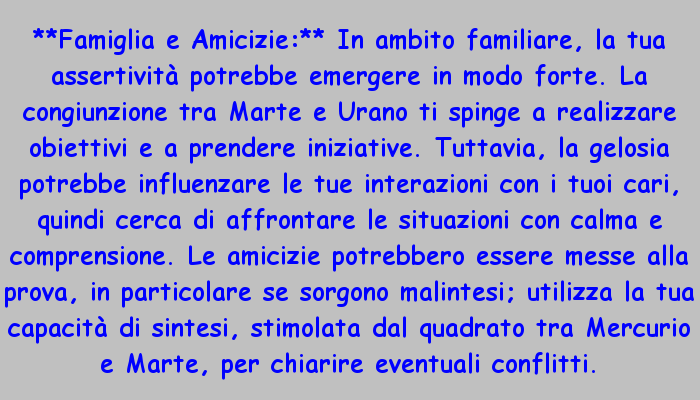 **Famiglia e Amicizie:** In ambito familiare, la tua
assertività potrebbe emergere in modo forte. La
congiunzione tra Marte e Urano ti spinge a realizzare
obiettivi e a prendere iniziative. Tuttavia, la gelosia
potrebbe influenzare le tue interazioni con i tuoi cari,
quindi cerca di affrontare le situazioni con calma e
comprensione. Le amicizie potrebbero essere messe alla
prova, in particolare se sorgono malintesi; utilizza la tua
capacità di sintesi, stimolata dal quadrato tra Mercurio
e Marte, per chiarire eventuali conflitti.